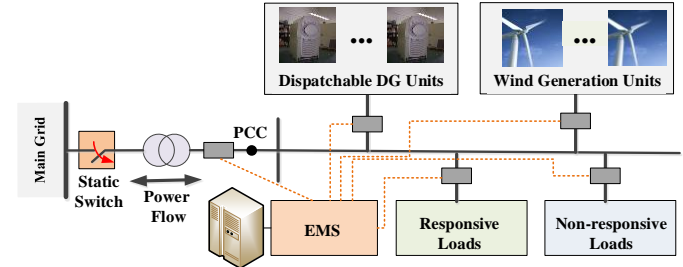 Dispatchable DG Units
Wind Generation Units
Main Grid
PCC
Static
Switch
Power
Flow
EMS
Responsive
Loads
Non-responsive
Loads